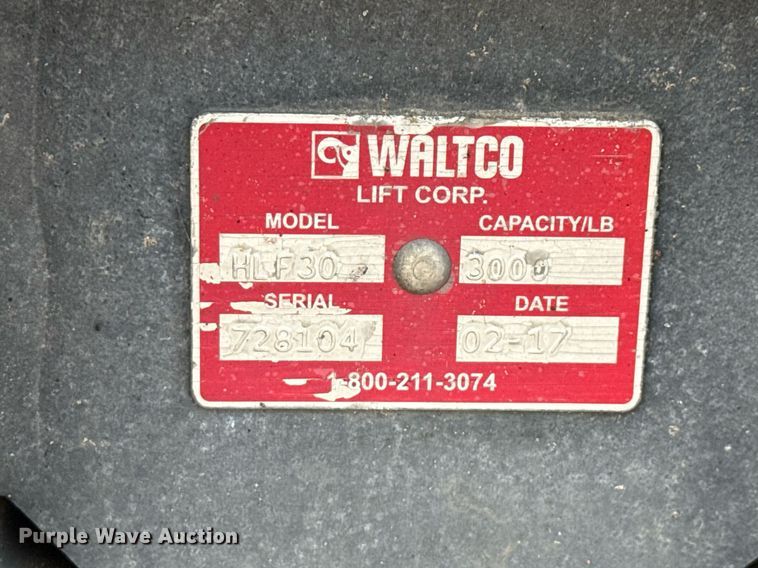 WALTCO
LIFT CORP.
MODEL CAPACITY/LB
HLF30 3000
SERIAL DATE
728104 02-17
1-800-211-3074
Purple Wave Auction